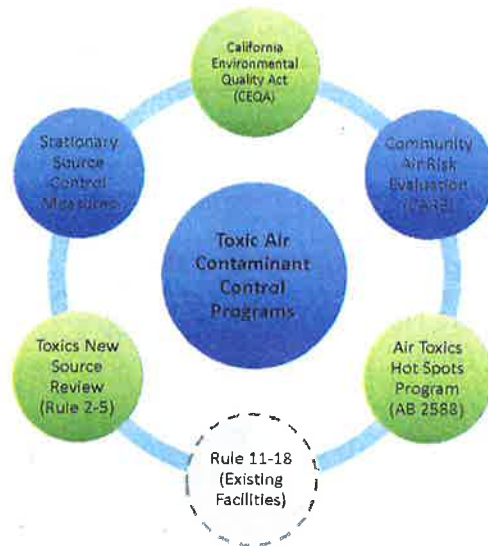 California
Environmental
Quality Act
(CEQA)
Stationary
Source
Control
Measures
Community
Air Risk
Evaluation
(CARE)
Toxic Air
Contaminant
Control
Programs
Toxics New
Source
Review
(Rule 2-5)
Air Toxics
Hot Spots
Program
(AB 2588)
Rule 11-18
(Existing
Facilities)